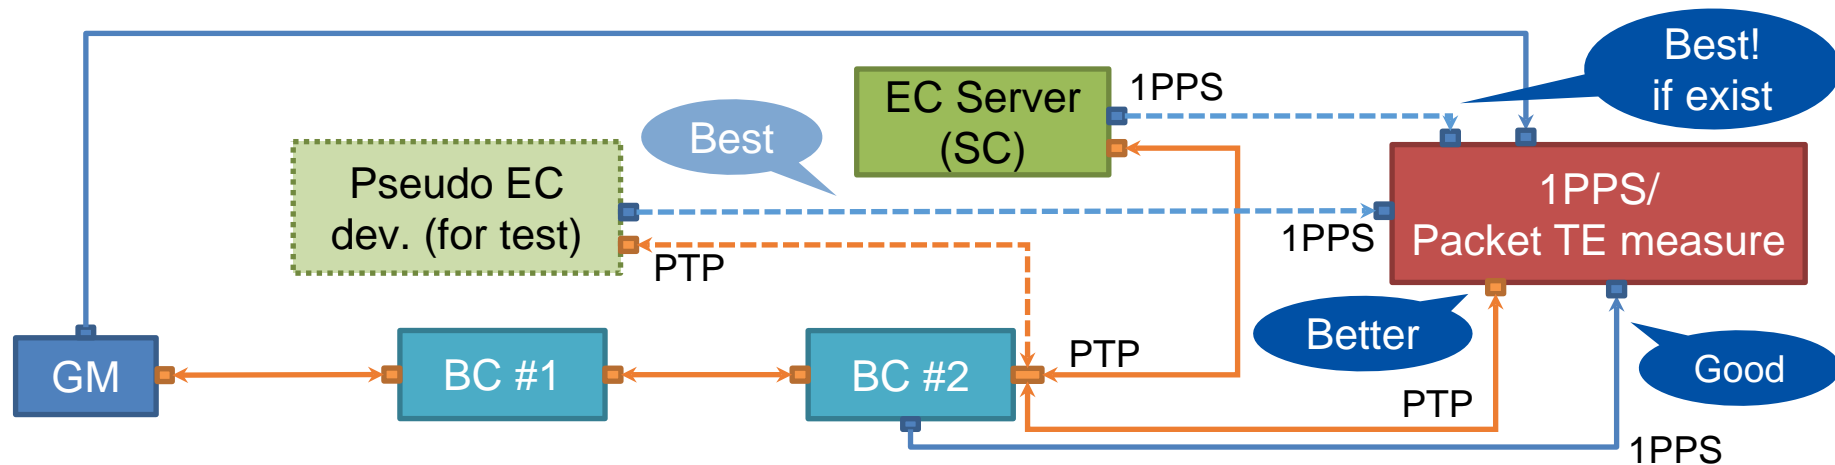 Best!
if exist
EC Server
(SC)
1PPS
Best
Pseudo EC
dev. (for test)
1PPS
PTP
1PPS/
Packet TE measure
GM
BC #1
BC #2
PTP
Better
Good
PTP
1PPS